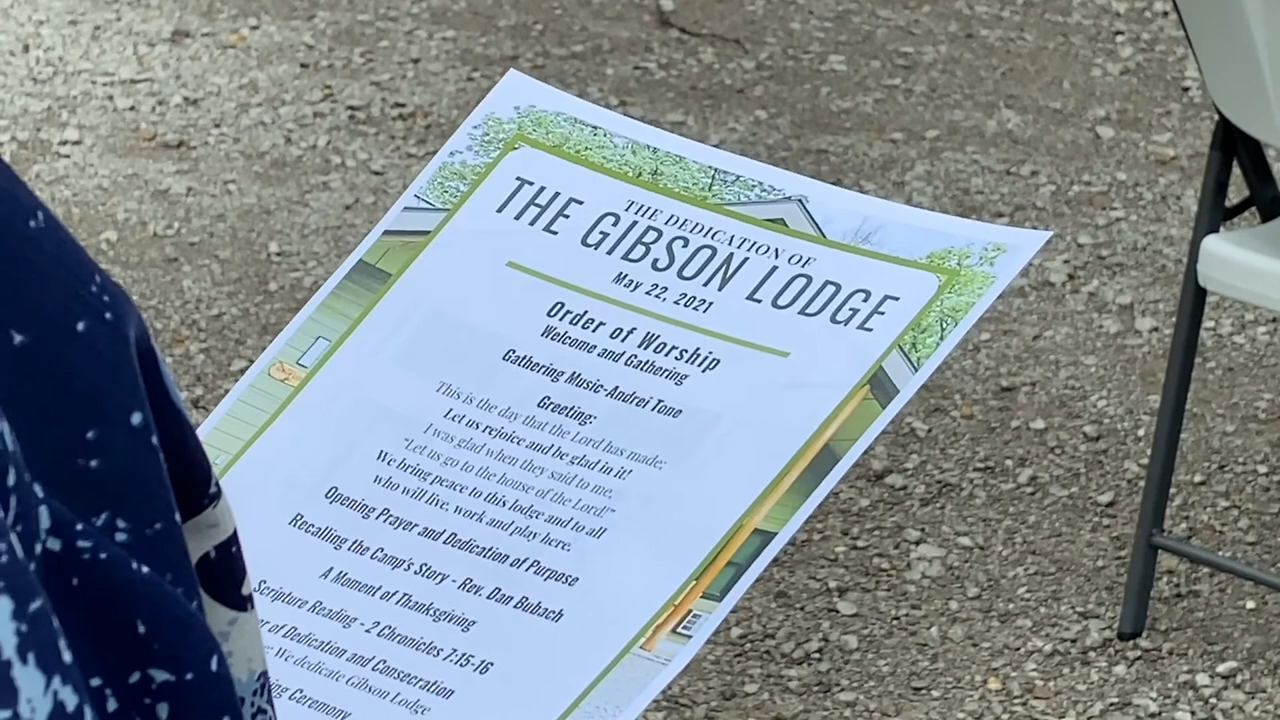 THE DEDICATION OF
THE GIBSON LODGE
May 22, 2021
Order of Worship
Welcome and Gathering
Gathering Music-Andrei Tone
Greeting:
This is the day that the Lord has made;
Let us rejoice and be glad in it!
I was glad when they said to me,
"Let us go to the house of the Lord!"
We bring peace to this lodge and to all
who will live, work and play here.
Opening Prayer and Dedication of Purpose
Recalling the Camp's Story - Rev. Dan Bubach
A Moment of Thanksgiving
Scripture Reading - 2 Chronicles 7:15-16
of Dedication and Consecration
We dedicate Gibson Lodge
Ceremony